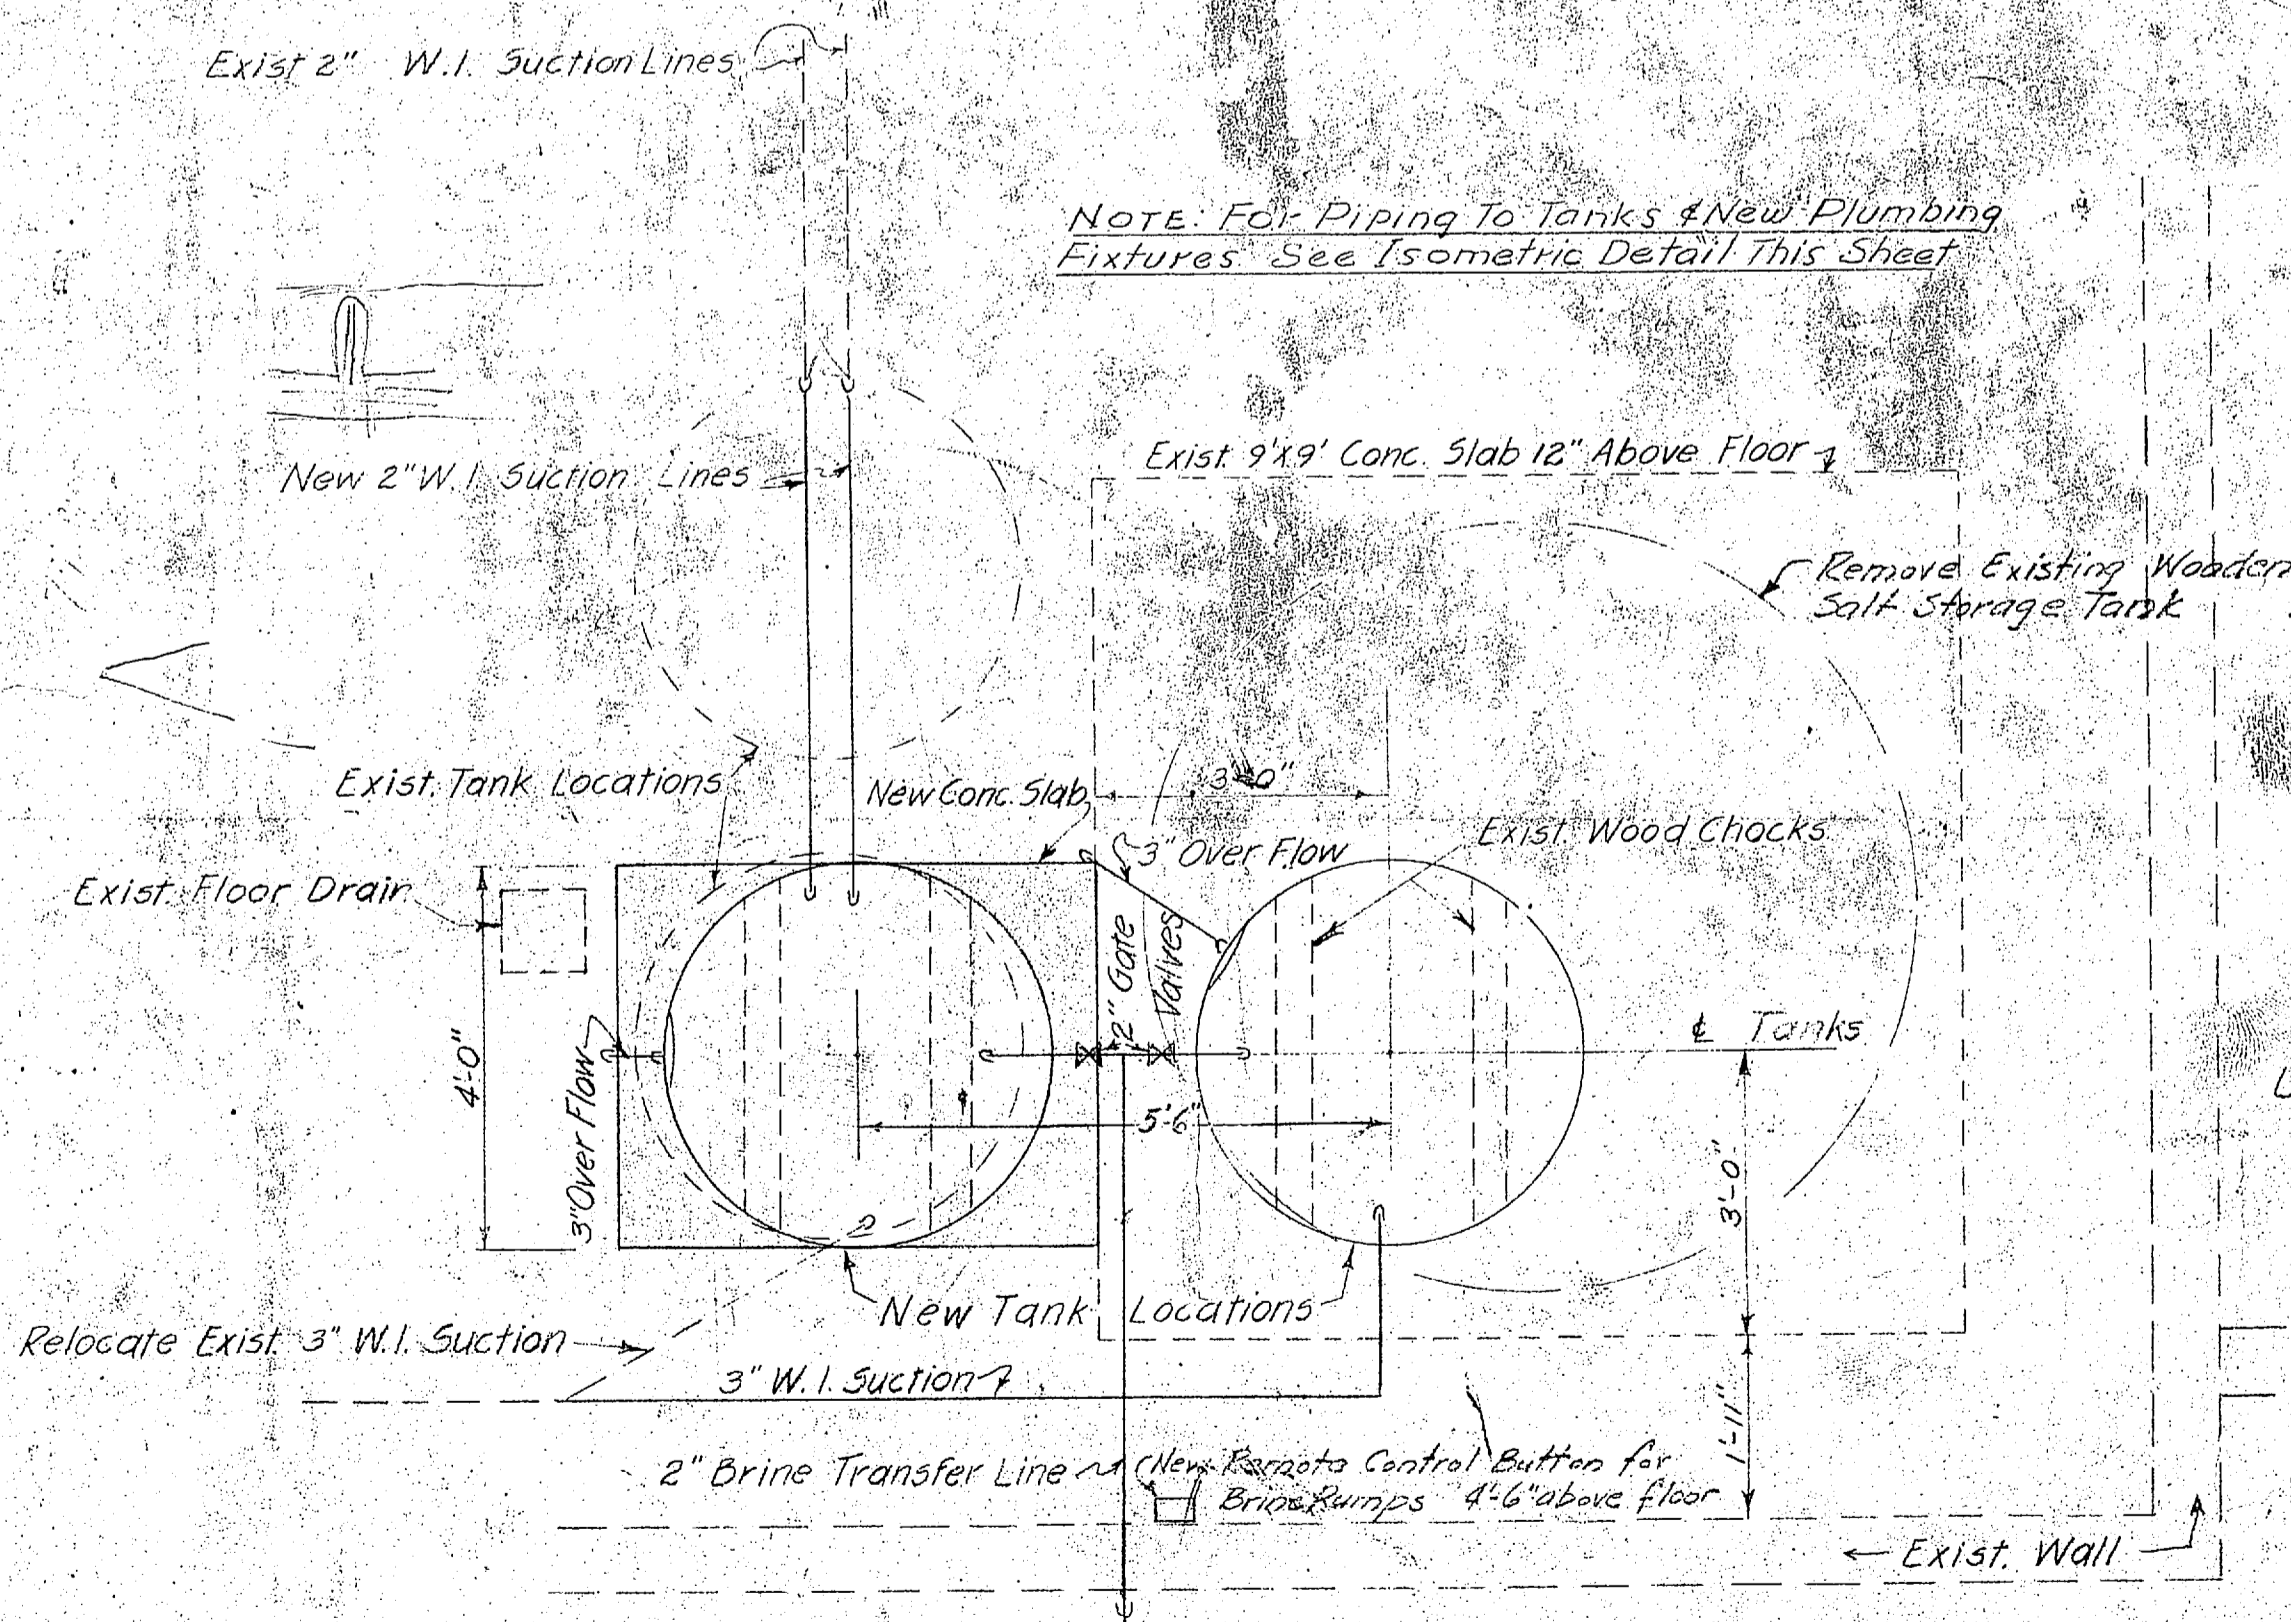 Exist 2" W.I. Suction Lines
NOTE: For Piping To Tanks & New Plumbing
Fixtures See Isometric Detail This Sheet
New 2" W.I. Suction Lines
Exist. 9'x9' Conc. Slab 12" Above Floor
Remove Existing Wooden
Salt Storage Tank
Exist. Tank Locations
New Conc. Slab
3'-0"
3" Over Flow
Exist. Wood Chocks
Exist. Floor Drain
2" Gate
Valves
℄ Tanks
4'-0"
3" Over Flow
5'-6"
3'-0"
New Tank Locations
Relocate Exist. 3" W.I. Suction
3" W.I. Suction
1'-11"
2" Brine Transfer Line
New Remote Control Button for
Brine Pumps 4'-6" above floor
← Exist. Wall